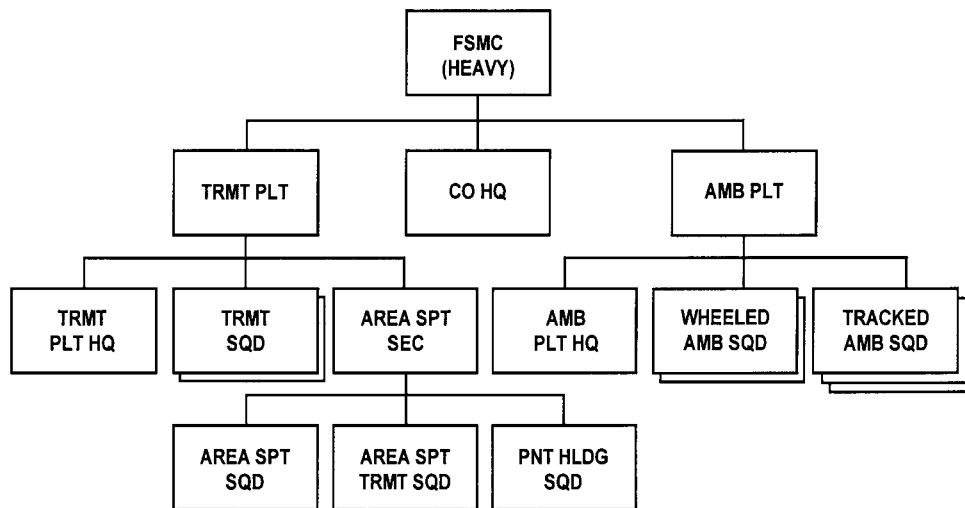 FSMC
(HEAVY)
TRMT PLT
CO HQ
AMB PLT
TRMT
PLT HQ
TRMT
SQD
AREA SPT
SEC
AMB
PLT HQ
WHEELED
AMB SQD
TRACKED
AMB SQD
AREA SPT
SQD
AREA SPT
TRMT SQD
PNT HLDG
SQD